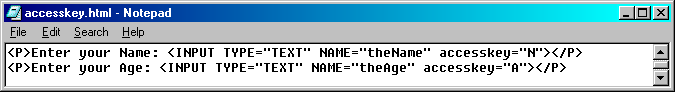 accesskey.html - Notepad
File Edit Search Help
<P>Enter your Name: <INPUT TYPE="TEXT" NAME="theName" accesskey="N"></P>
<P>Enter your Age: <INPUT TYPE="TEXT" NAME="theAge" accesskey="A"></P>